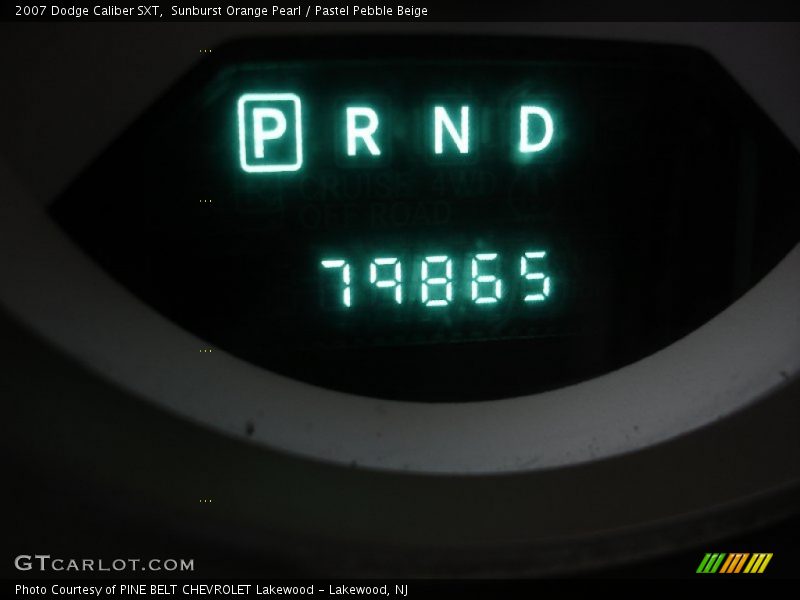 2007 Dodge Caliber SXT,  Sunburst Orange Pearl / Pastel Pebble Beige
P R N D
CRUISE 4WD
OFF ROAD
79865
GTCARLOT.COM
Photo Courtesy of PINE BELT CHEVROLET Lakewood - Lakewood, NJ